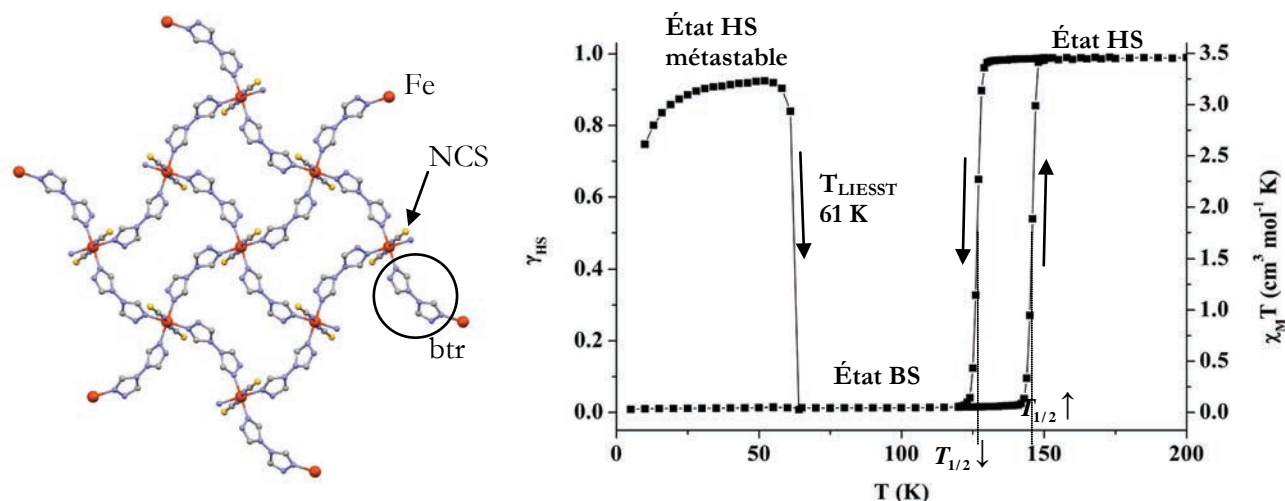 Fe
NCS
btr
État HS
métastable
État HS
T_LIESST
61 K
État BS
T_1/2 ↑
T_1/2 ↓
1.0
0.8
0.6
0.4
0.2
0.0
γ_HS
3.5
3.0
2.5
2.0
1.5
1.0
0.5
0.0
χ_M T (cm³ mol⁻¹ K)
50
100
150
200
T (K)